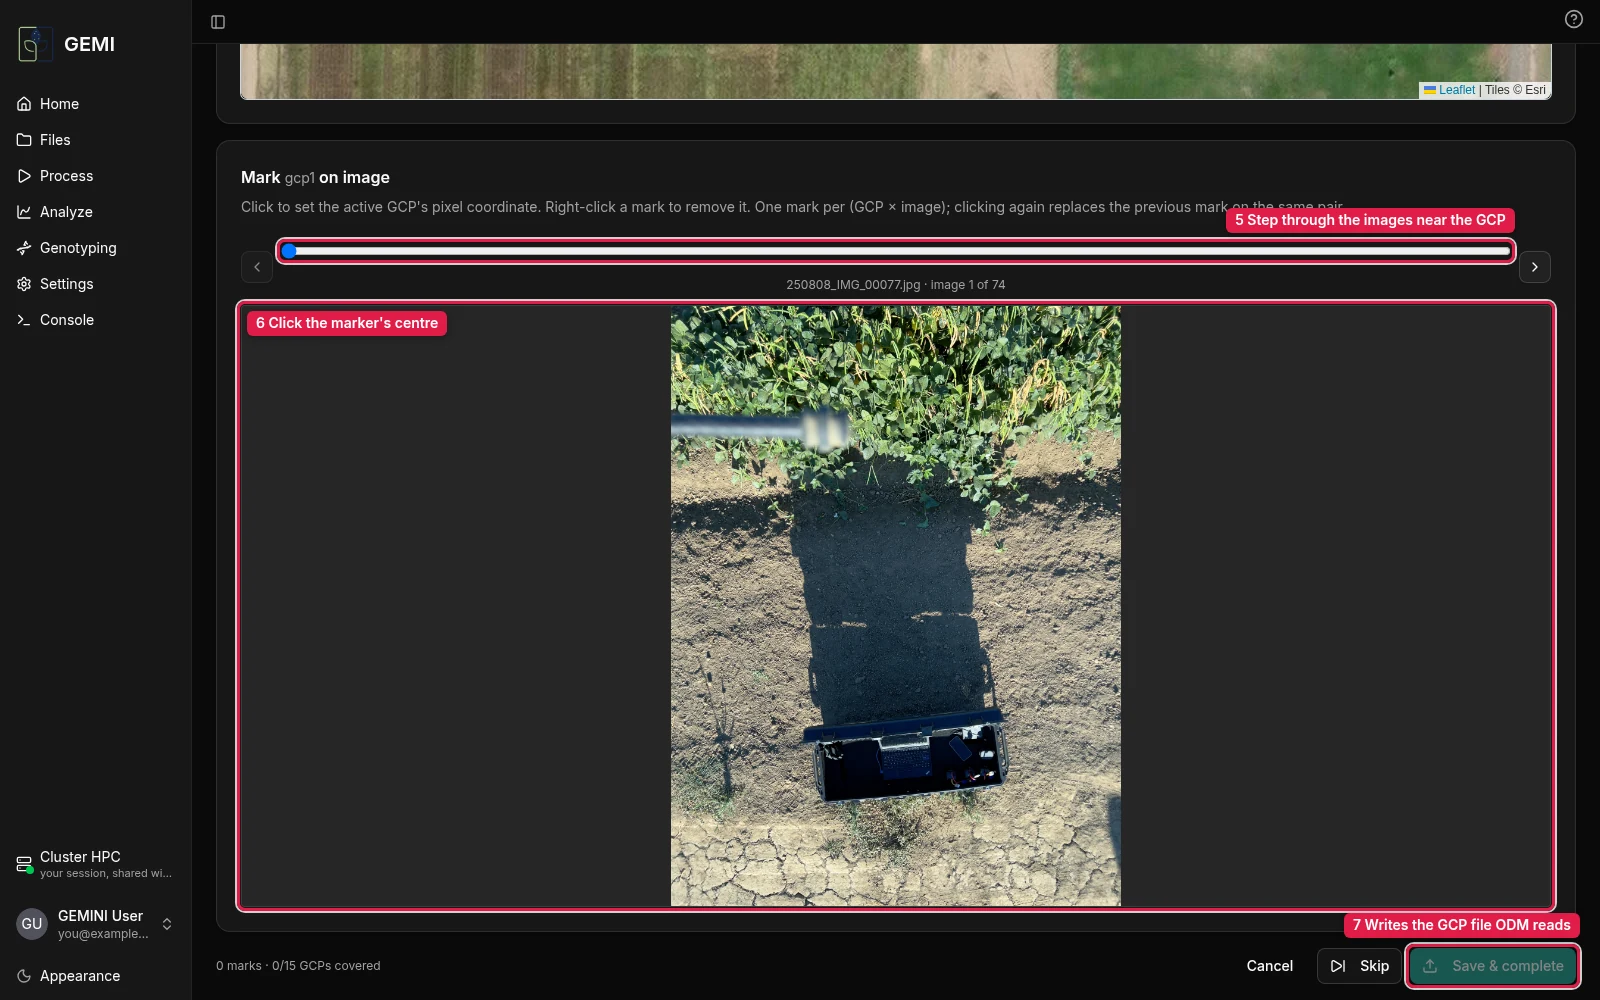 GEMI
Home
Files
Process
Analyze
Genotyping
Settings
Console
Cluster HPC
your session, shared wi...
GU
GEMINI User
you@example...
Appearance
Leaflet | Tiles © Esri
Mark gcp1 on image
Click to set the active GCP's pixel coordinate. Right-click a mark to remove it. One mark per (GCP × image); clicking again replaces the previous mark on the same pair.
5 Step through the images near the GCP
250808_IMG_00077.jpg · image 1 of 74
6 Click the marker's centre
7 Writes the GCP file ODM reads
0 marks · 0/15 GCPs covered
Cancel
Skip
Save & complete